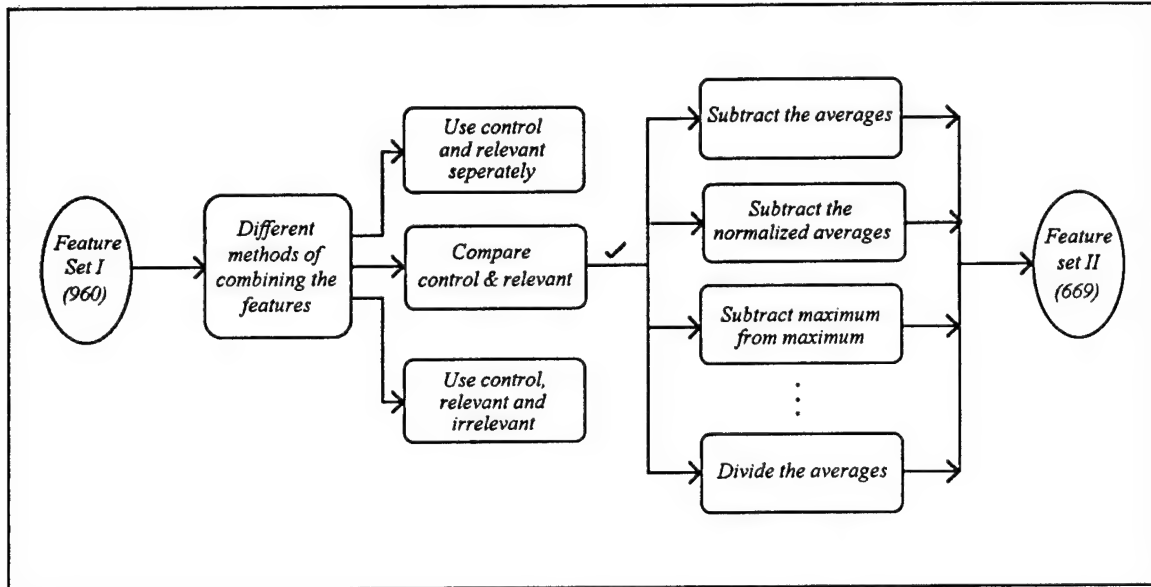 Feature
Set I
(960)
Different
methods of
combining the
features
Use control
and relevant
seperately
Compare
control & relevant
Use control,
relevant and
irrelevant
Subtract the averages
Subtract the
normalized averages
Subtract maximum
from maximum
Divide the averages
Feature
set II
(669)